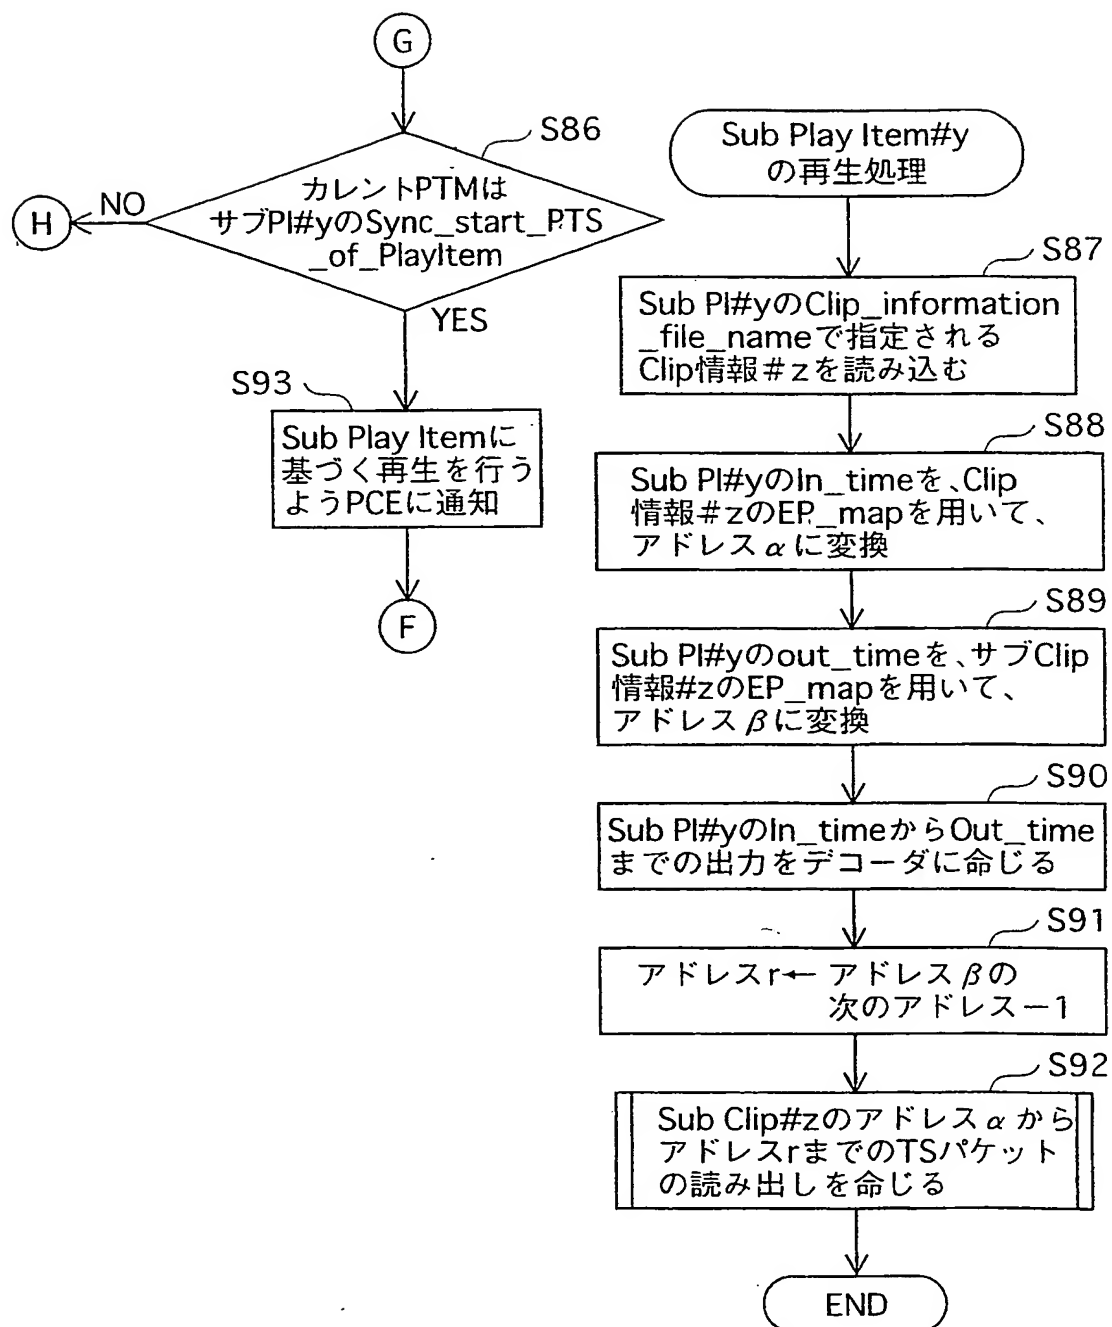 G
S86
カレントPTMは
サブPI#yのSync_start_PTS
_of_PlayItem
NO
H
YES
S93
Sub Play Itemに
基づく再生を行う
ようPCEに通知
F
Sub Play Item#y
の再生処理
S87
Sub PI#yのClip_information
_file_nameで指定される
Clip情報#zを読み込む
S88
Sub PI#yのIn_timeを、Clip
情報#zのEP_mapを用いて、
アドレスαに変換
S89
Sub PI#yのout_timeを、サブClip
情報#zのEP_mapを用いて、
アドレスβに変換
S90
Sub PI#yのIn_timeからOut_time
までの出力をデコーダに命じる
S91
アドレスr← アドレスβの
次のアドレスー1
S92
Sub Clip#zのアドレスαから
アドレスrまでのTSパケット
の読み出しを命じる
END